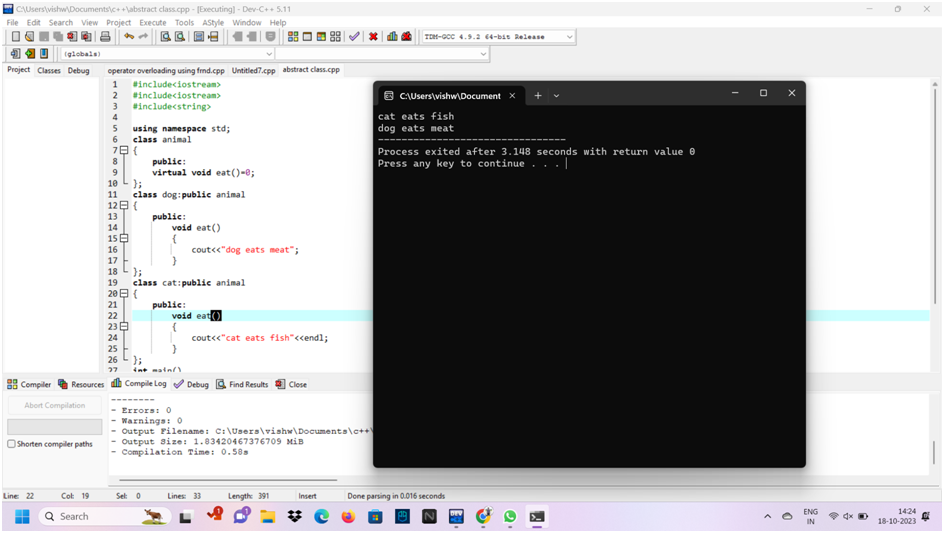 C:\Users\vishw\Documents\c++\abstract class.cpp - [Executing] - Dev-C++ 5.11
File Edit Search View Project Execute Tools AStyle Window Help
TDM-GCC 4.9.2 64-bit Release
(globals)
Project Classes Debug
operator overloading using frnd.cpp Untitled7.cpp abstract class.cpp
1 #include<iostream>
2 #include<iostream>
3 #include<string>
4
5 using namespace std;
6 class animal
7 {
8 public:
9 virtual void eat()=0;
10 };
11 class dog:public animal
12 {
13 public:
14 void eat()
15 {
16 cout<<"dog eats meat";
17 }
18 };
19 class cat:public animal
20 {
21 public:
22 void eat()
23 {
24 cout<<"cat eats fish"<<endl;
25 }
26 };
27 int main()
C:\Users\vishw\Document
cat eats fish
dog eats meat
--------------------------------
Process exited after 3.148 seconds with return value 0
Press any key to continue . . .
Compiler Resources Compile Log Debug Find Results Close
Abort Compilation
Shorten compiler paths
--------
- Errors: 0
- Warnings: 0
- Output Filename: C:\Users\vishw\Documents\c++\
- Output Size: 1.83420467376709 MiB
- Compilation Time: 0.58s
Line: 22 Col: 19 Sel: 0 Lines: 33 Length: 391 Insert Done parsing in 0.016 seconds
Search
ENG
IN
14:24
18-10-2023